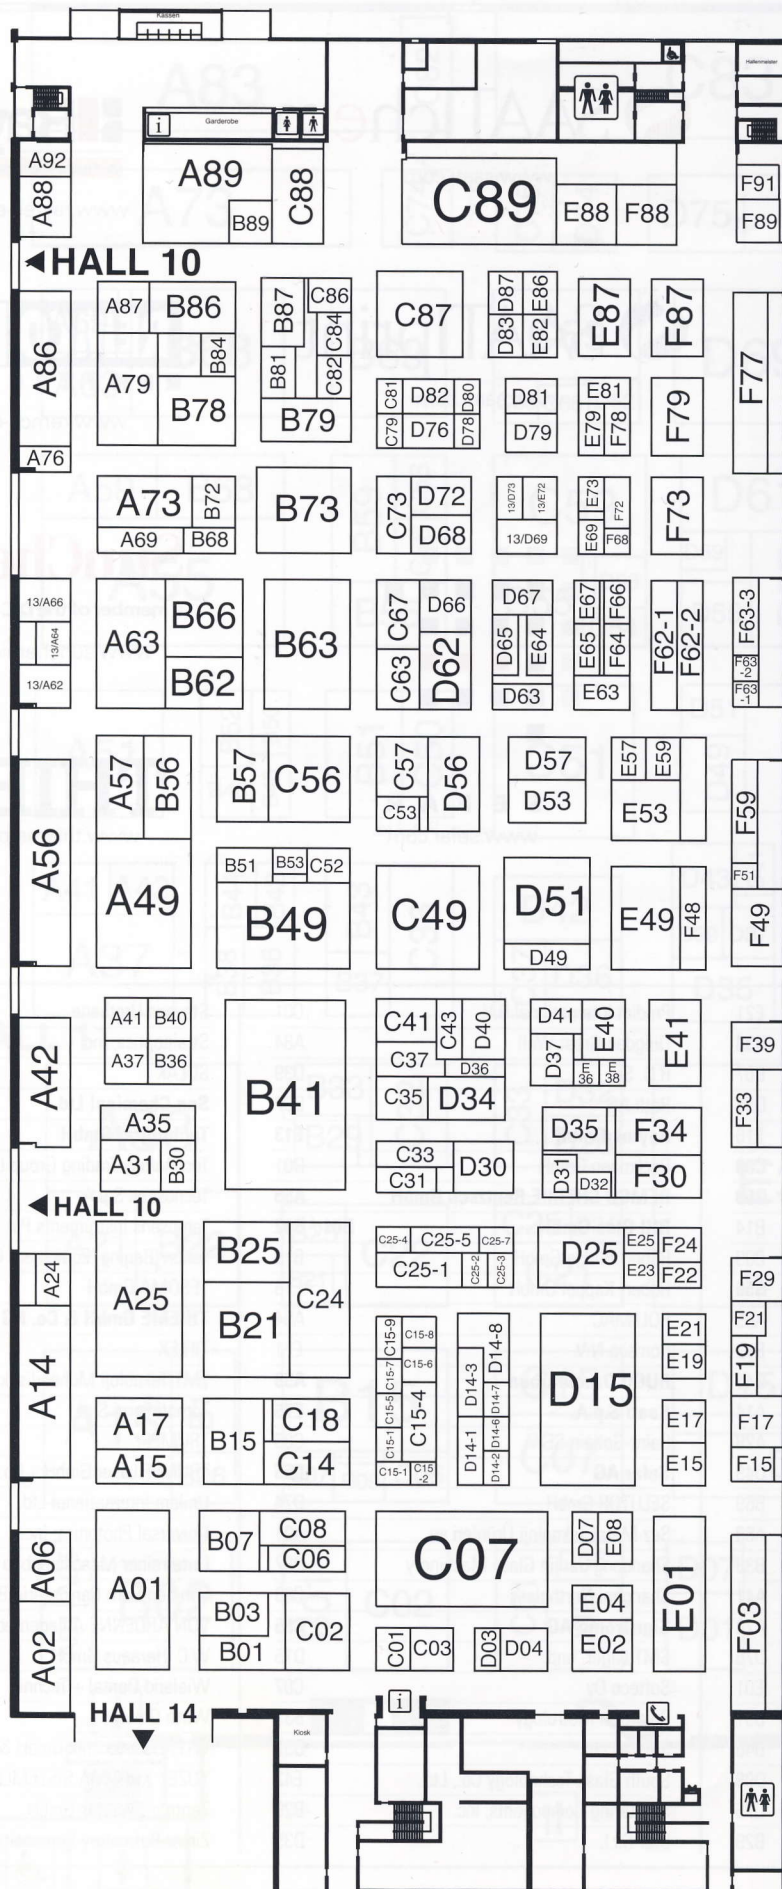 Kassen
Hallenmeister
i Garderobe
A92
A88
A89
B89
C88
C89
E88
F88
F91
F89
HALL 10
A86
A76
A87
B86
B84
A79
B78
B87
C86
C84
B81
C82
B79
C87
D87
E86
D83
E82
E87
F87
F77
C81
D82
D80
C79
D76
D78
D81
D79
E81
E79
F78
F79
A73
B72
A69
B68
B73
C73
D72
D68
13/D73
13/E72
13/D69
E73
F72
E69
F68
F73
13/A66
13/A64
13/A62
A63
B66
B62
B63
C67
D66
C63
D62
D67
D65
E64
D63
E67
F66
E65
F64
E63
F62-1
F62-2
F63-3
F63
-2
F63
-1
A56
A57
B56
A49
B57
C56
B51
B53
C52
B49
C57
D56
C53
C49
D57
D53
D51
D49
E57
E59
E53
E49
F48
F59
F51
F49
A42
A41
B40
A37
B36
A35
A31
B30
B41
C41
C43
D40
C37
D36
C35
D34
C33
C31
D30
D41
E40
D37
E
36
E
38
E41
D35
D31
D32
F34
F30
F39
F33
HALL 10
A24
A14
A25
B25
B21
C24
C25-4
C25-5
C25-7
C25-1
C25-2
C25-3
D25
E25
F24
E23
F22
F29
F21
F19
F17
F15
C15-9
C15-8
C15-7
C15-6
C15-5
C15-4
C15-1
C15-1
C15
-2
D14-8
D14-3
D14-7
D14-1
D14-6
D14-2
D15
E21
E19
E17
E15
A17
A15
B15
C18
C14
A06
A02
A01
B07
C08
C06
B03
B01
C02
C07
C01
C03
D03
D04
D07
E08
E04
E02
E01
F03
HALL 14
i
Kiosk